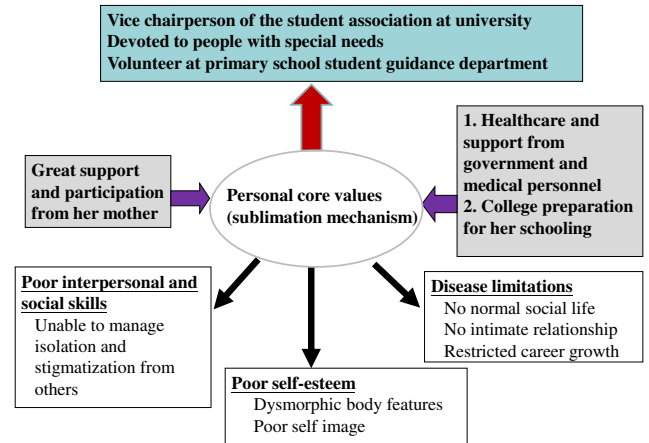 Vice chairperson of the student association at university
Devoted to people with special needs
Volunteer at primary school student guidance department
Great support
and participation
from her mother
Personal core values
(sublimation mechanism)
1. Healthcare and
support from
government and
medical personnel
2. College preparation
for her schooling
Poor interpersonal and
social skills
Unable to manage
isolation and
stigmatization from
others
Poor self-esteem
Dysmorphic body features
Poor self image
Disease limitations
No normal social life
No intimate relationship
Restricted career growth